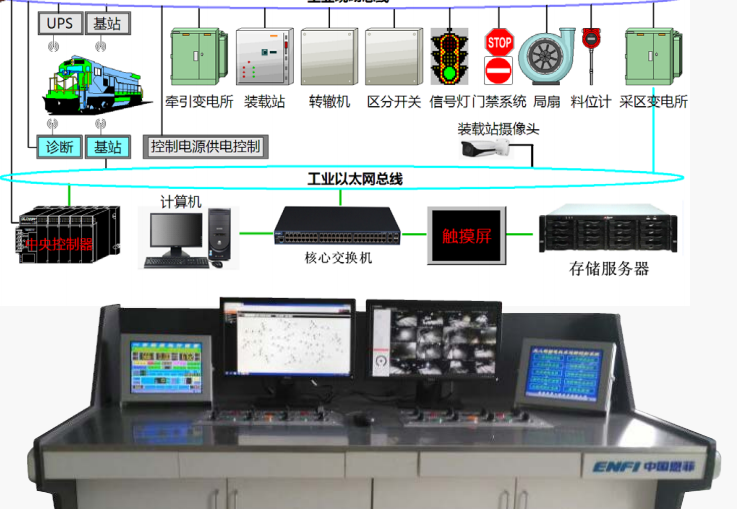 UPS
基站
STOP
牵引变电所
装载站
转辙机
区分开关
信号灯
门禁系统
局扇
料位计
采区变电所
诊断
基站
控制电源供电控制
装载站摄像头
工业以太网总线
计算机
中央控制器
核心交换机
触摸屏
存储服务器
ENFI 中国恩菲